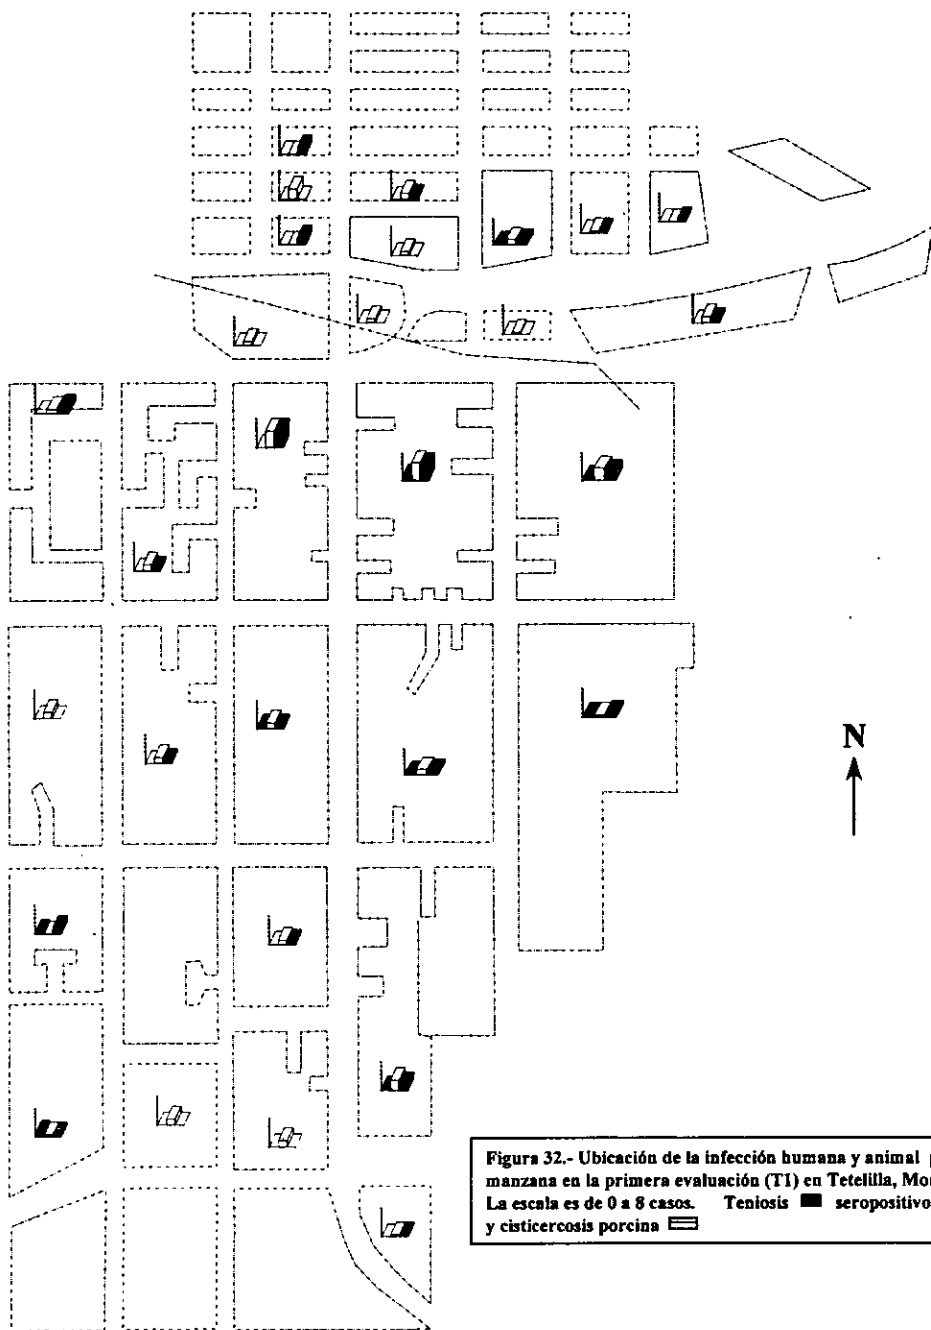 N
Figura 32.- Ubicación de la infección humana y animal
manzana en la primera evaluación (T1) en Tetelilla,
La escala es de 0 a 8 casos. Teniosis seropositivo
y cisticercosis porcina